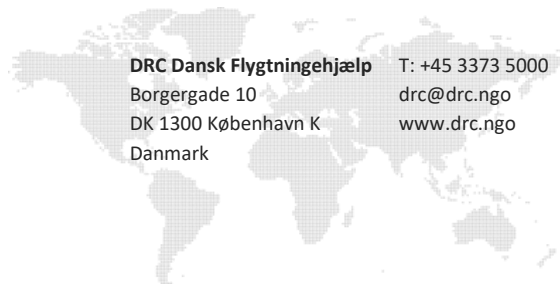 DRC Dansk Flygtningehjælp
Borgergade 10
DK 1300 København K
Danmark
T: +45 3373 5000
drc@drc.ngo
www.drc.ngo